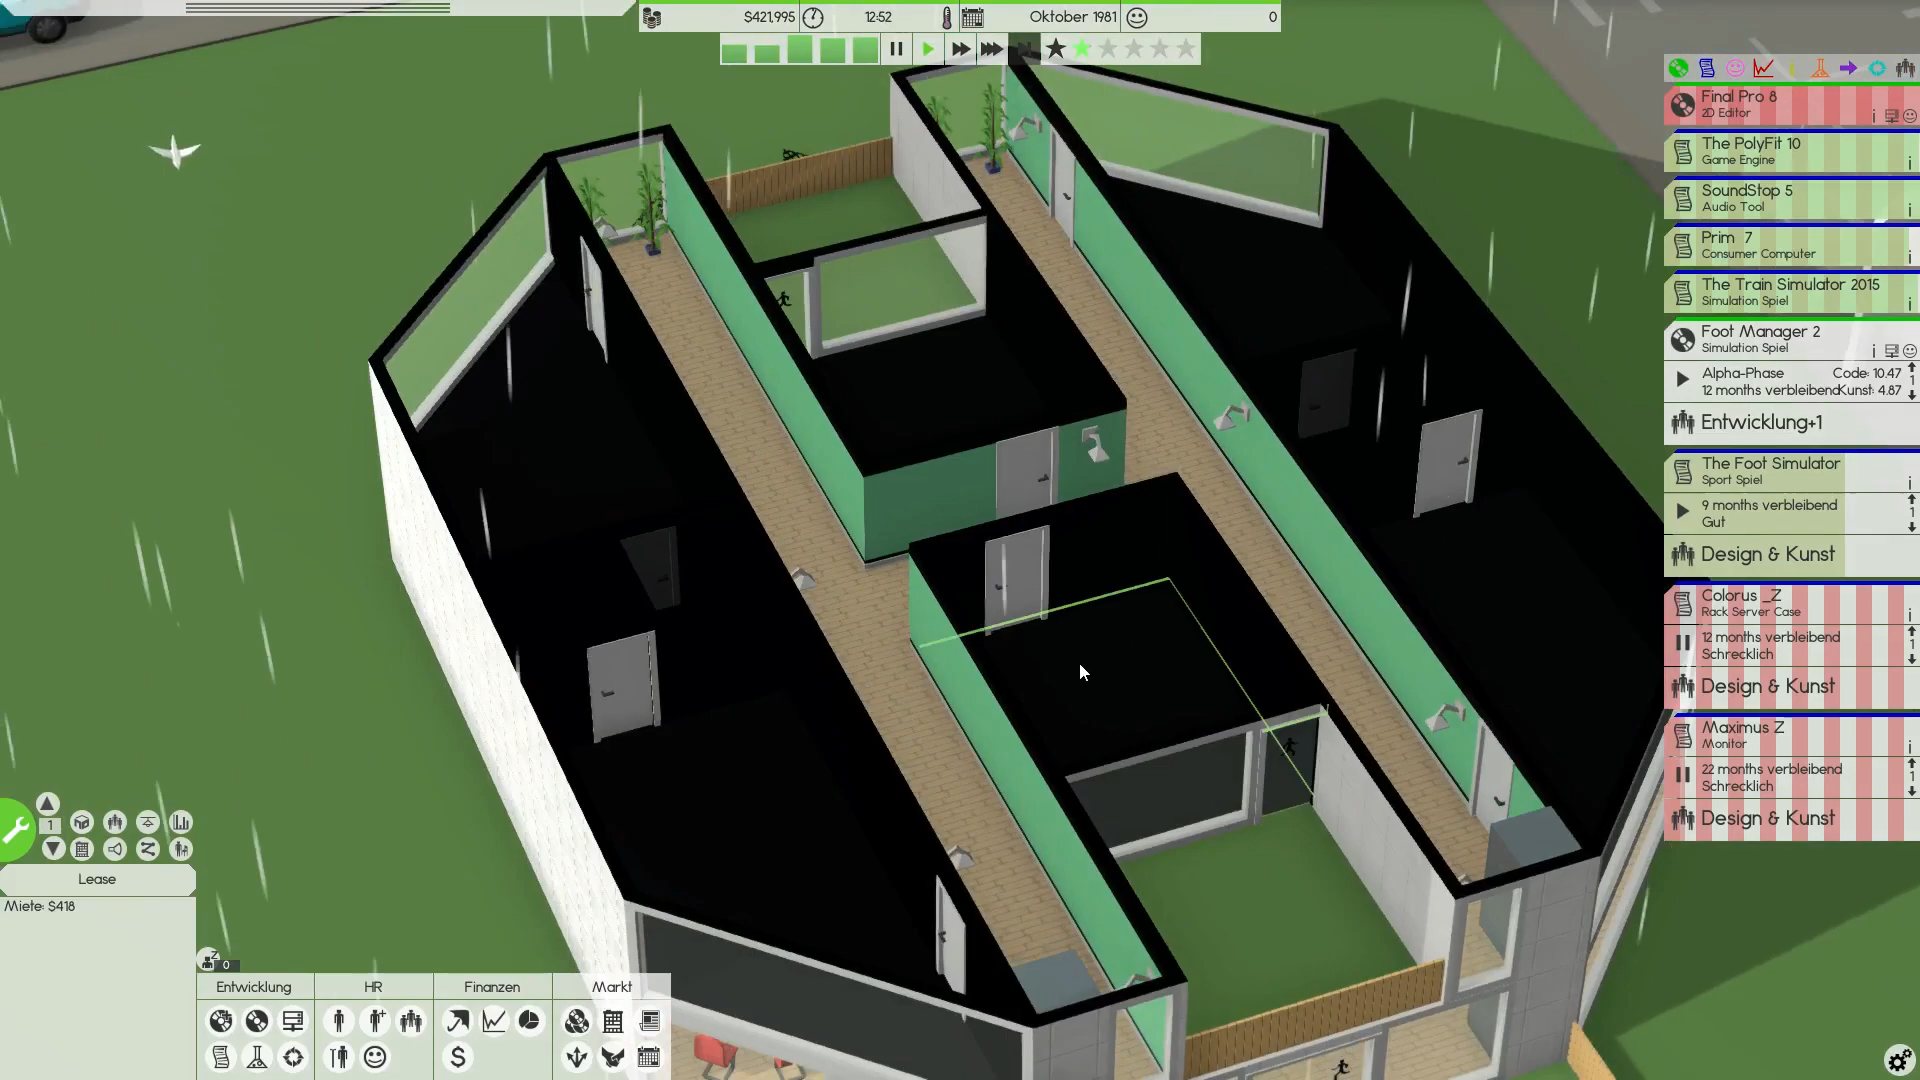 $421,995
12:52
Oktober 1981
0
Final Pro 8
2D Editor
The PolyFit 10
Game Engine
SoundStop 5
Audio Tool
Prim 7
Consumer Computer
The Train Simulator 2015
Simulation Spiel
Foot Manager 2
Simulation Spiel
Alpha-Phase Code: 10.47
12 months verbleibend Kunst: 4.87
1
Entwicklung+1
The Foot Simulator
Sport Spiel
9 months verbleibend
Gut
1
Design & Kunst
Colorus _Z
Rack Server Case
12 months verbleibend
Schrecklich
1
Design & Kunst
Maximus Z
Monitor
22 months verbleibend
Schrecklich
1
Design & Kunst
1
Lease
Miete: $418
Z
0
Entwicklung
HR
Finanzen
Markt